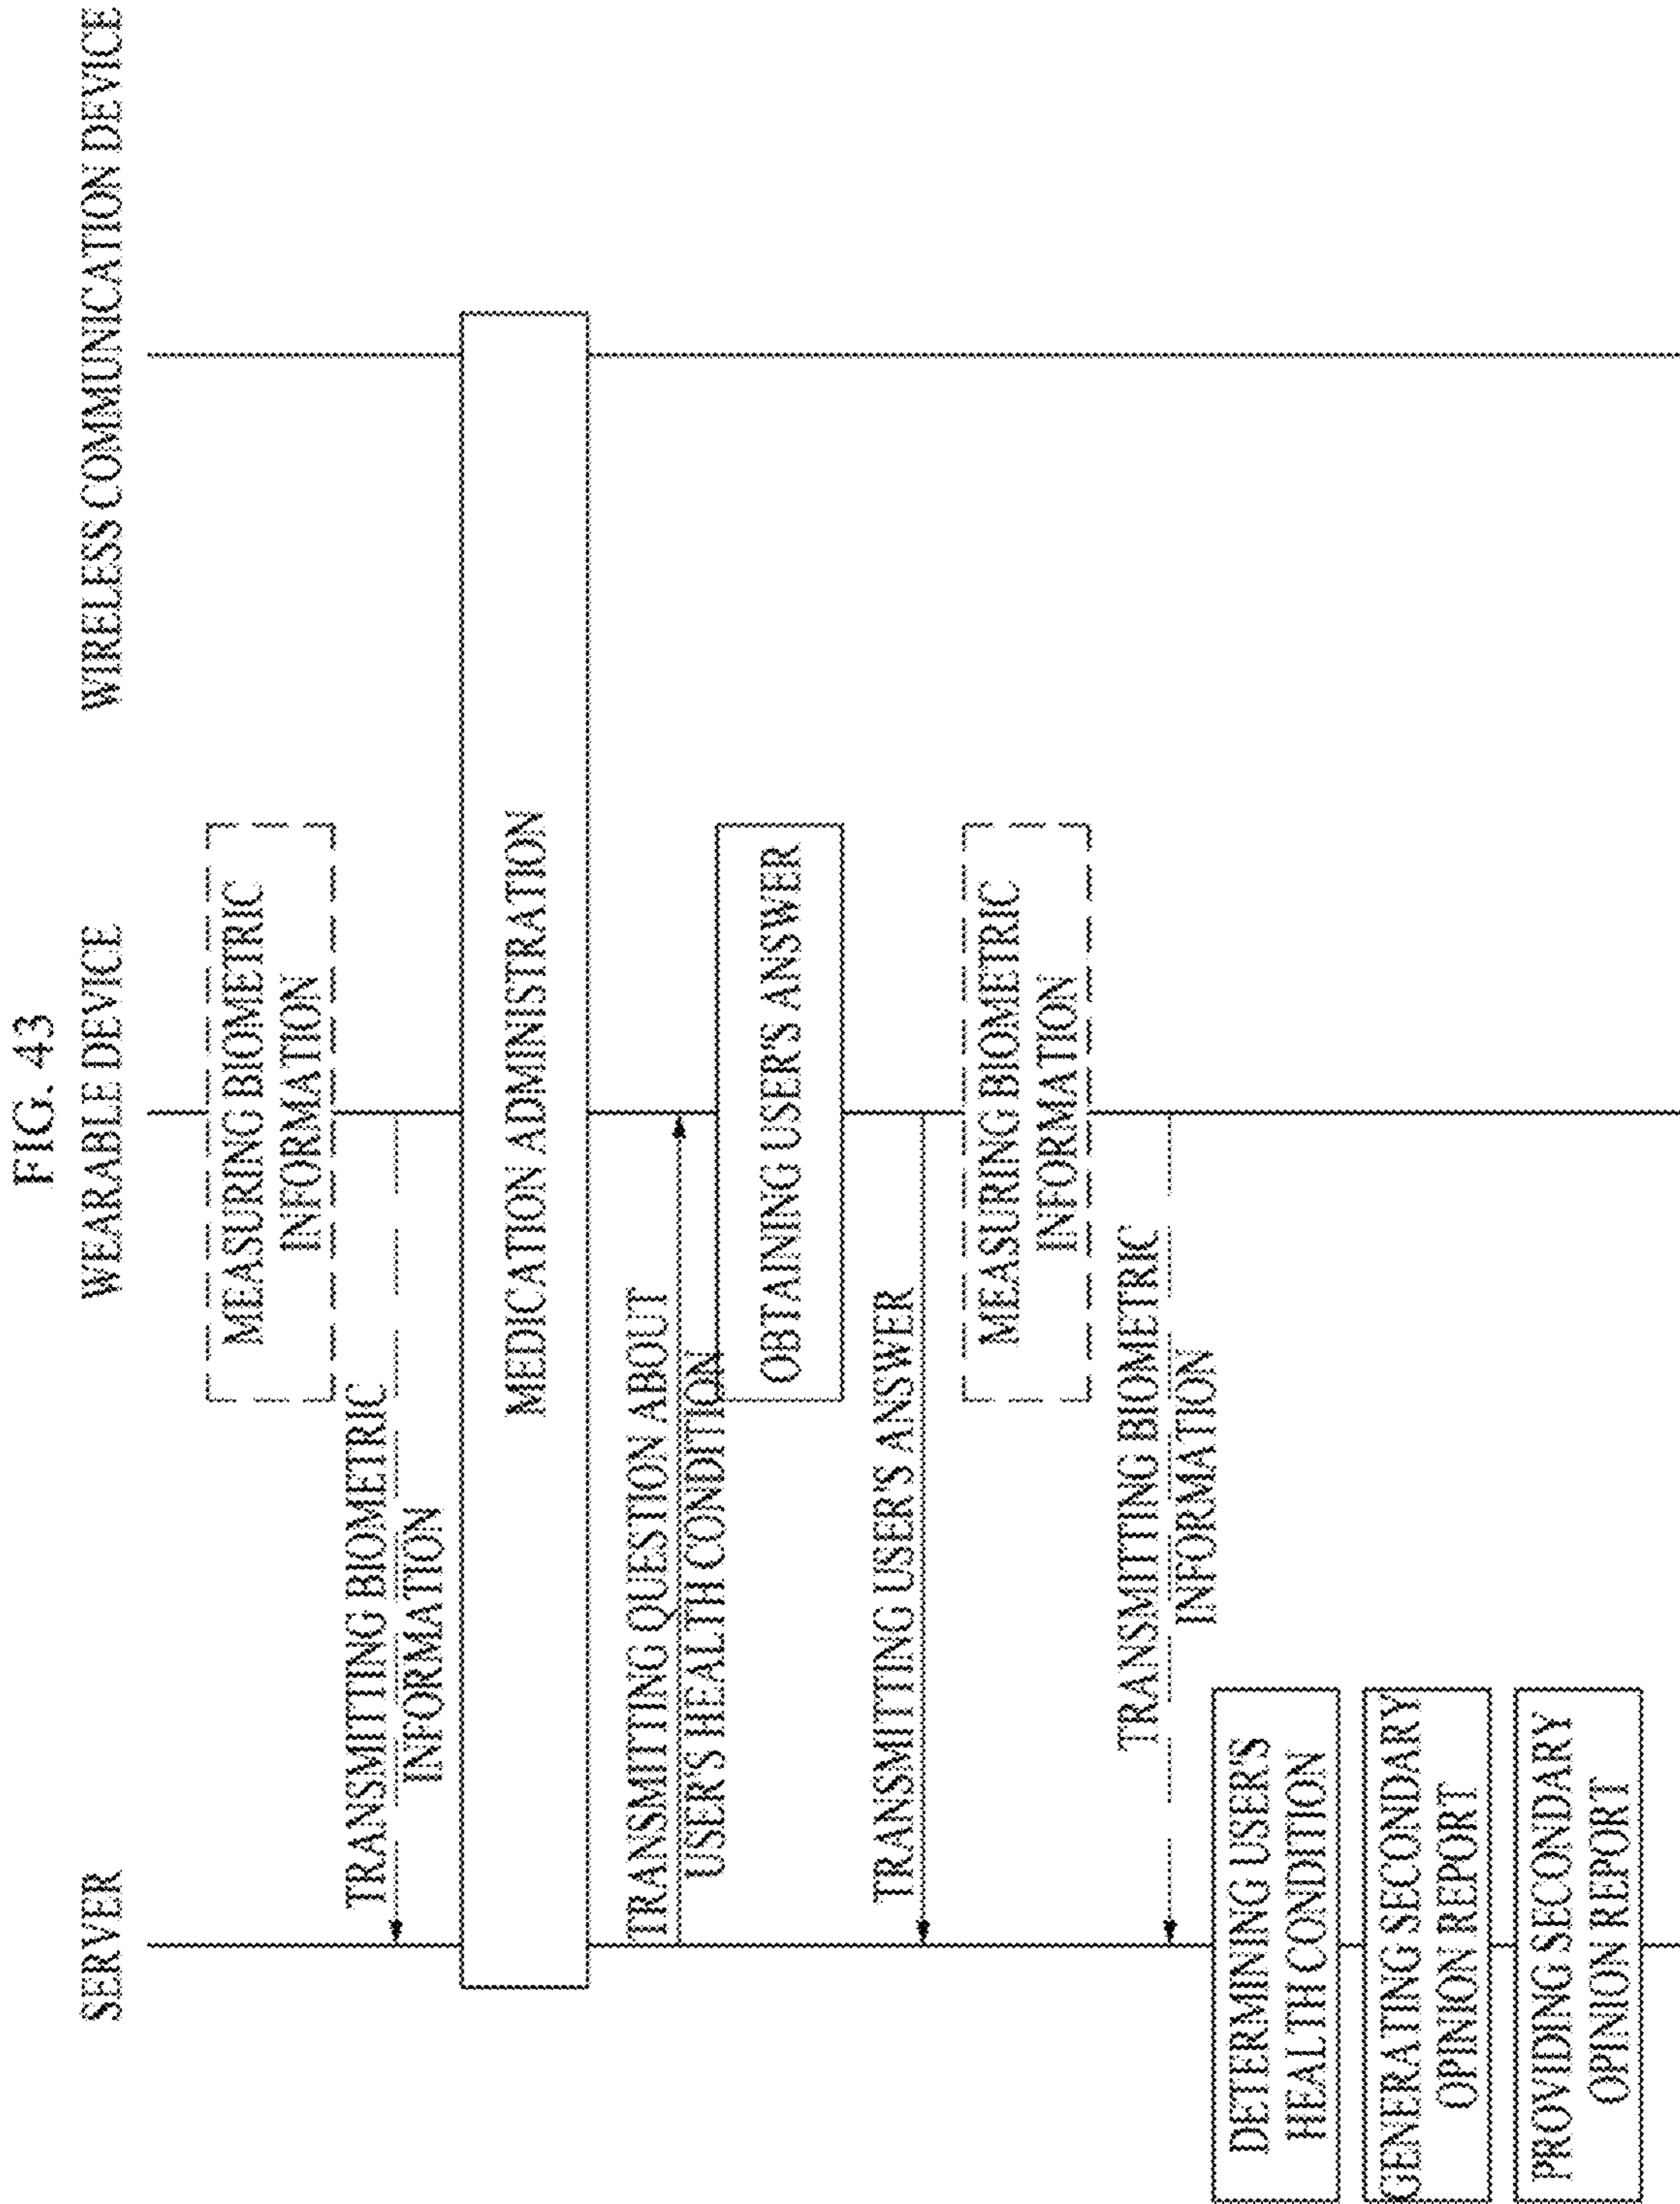 FIG. 43
SERVER
WEARABLE DEVICE
WIRELESS COMMUNICATION DEVICE
MEASURING BIOMETRIC
INFORMATION
TRANSMITTING BIOMETRIC
INFORMATION
MEDICATION ADMINISTRATION
TRANSMITTING QUESTION ABOUT
USER'S HEALTH CONDITION
OBTAINING USER'S ANSWER
TRANSMITTING USER'S ANSWER
MEASURING BIOMETRIC
INFORMATION
TRANSMITTING BIOMETRIC
INFORMATION
DETERMINING USER'S
HEALTH CONDITION
GENERATING SECONDARY
OPINION REPORT
PROVIDING SECONDARY
OPINION REPORT